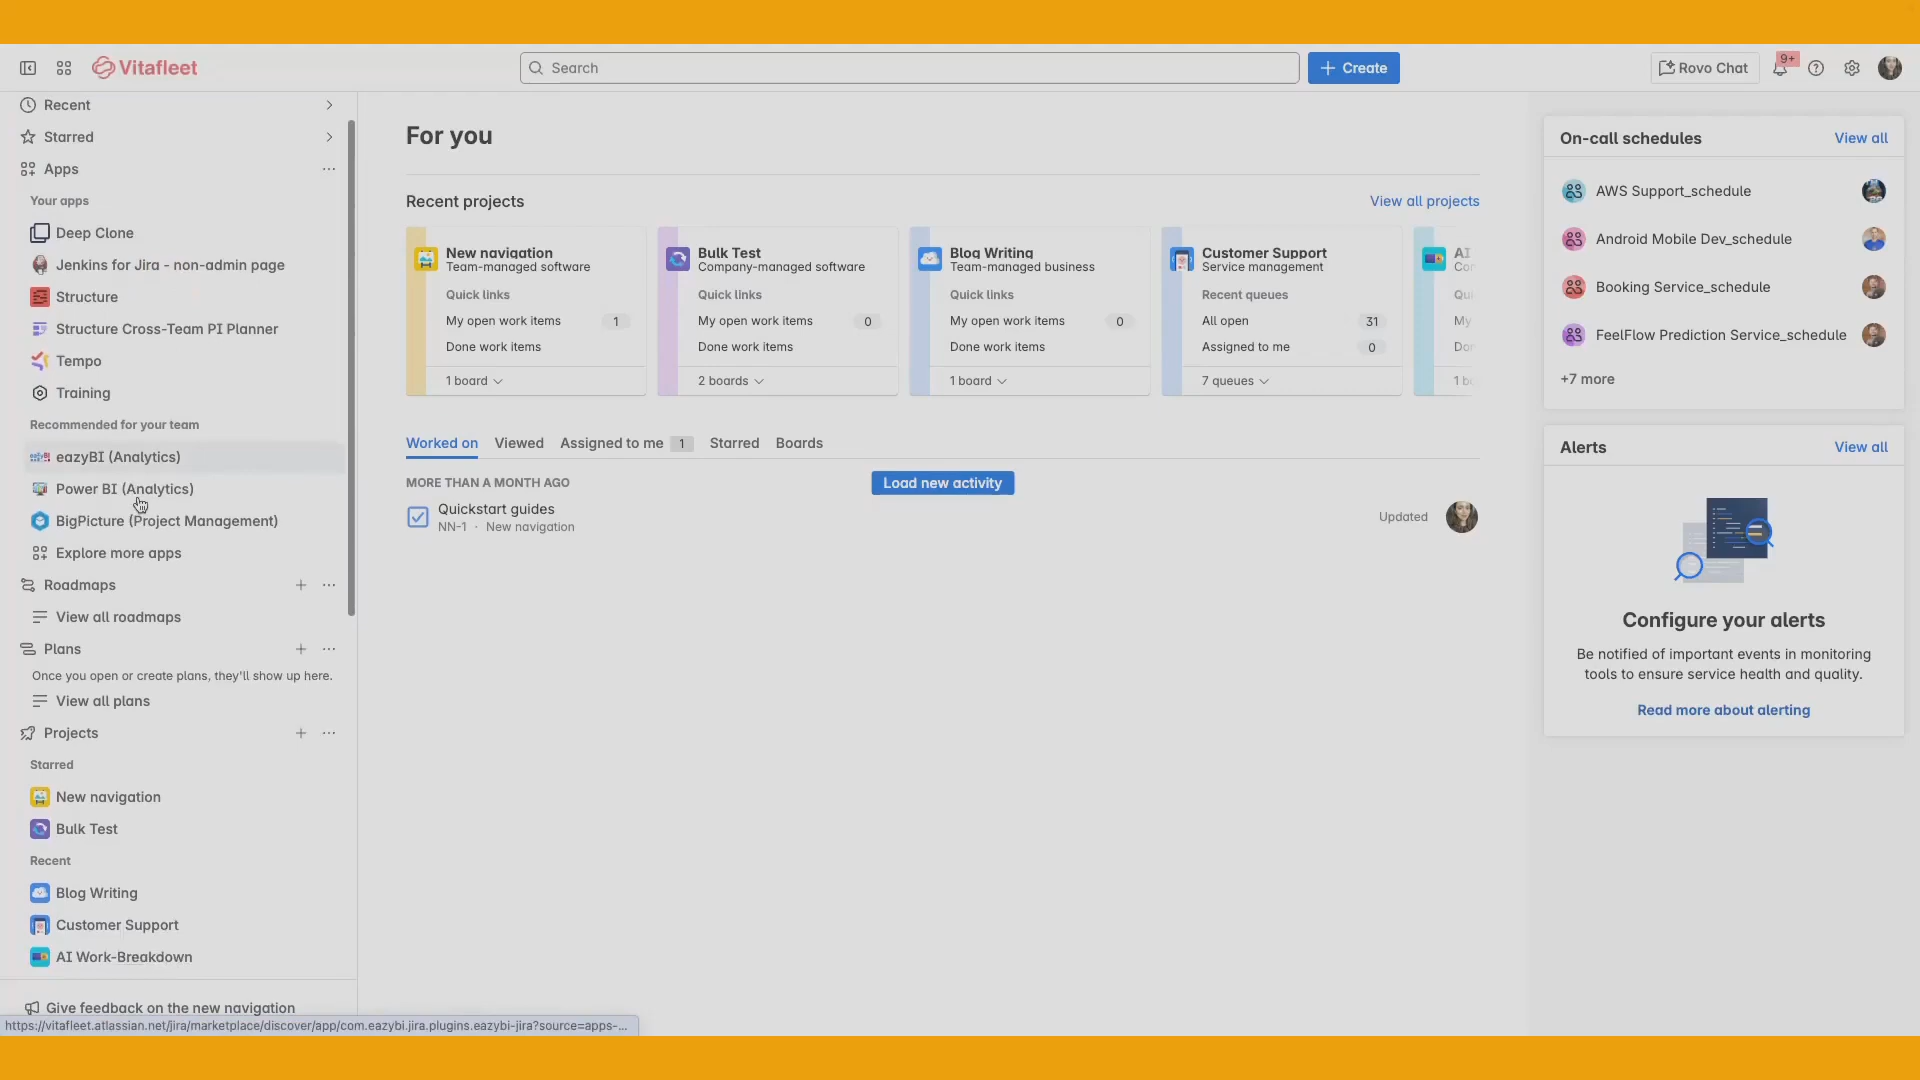 Vitafleet
Search
Create
Rovo Chat
9+
Recent
Starred
Apps
Your apps
Deep Clone
Jenkins for Jira - non-admin page
Structure
Structure Cross-Team PI Planner
Tempo
Training
Recommended for your team
eazyBI (Analytics)
Power BI (Analytics)
BigPicture (Project Management)
Explore more apps
Roadmaps
View all roadmaps
Plans
Once you open or create plans, they'll show up here.
View all plans
Projects
Starred
New navigation
Bulk Test
Recent
Blog Writing
Customer Support
AI Work-Breakdown
Give feedback on the new navigation
https://vitafleet.atlassian.net/jira/marketplace/discover/app/com.eazybi.jira.plugins.eazybi-jira?source=apps-...
For you
Recent projects
View all projects
New navigation
Team-managed software
Quick links
My open work items 1
Done work items
1 board
Bulk Test
Company-managed software
Quick links
My open work items 0
Done work items
2 boards
Blog Writing
Team-managed business
Quick links
My open work items 0
Done work items
1 board
Customer Support
Service management
Recent queues
All open 31
Assigned to me 0
7 queues
AI
My
Worked on Viewed Assigned to me 1 Starred Boards
MORE THAN A MONTH AGO
Load new activity
Quickstart guides
NN-1 · New navigation
Updated
On-call schedules
View all
AWS Support_schedule
Android Mobile Dev_schedule
Booking Service_schedule
FeelFlow Prediction Service_schedule
+7 more
Alerts
View all
Configure your alerts
Be notified of important events in monitoring
tools to ensure service health and quality.
Read more about alerting